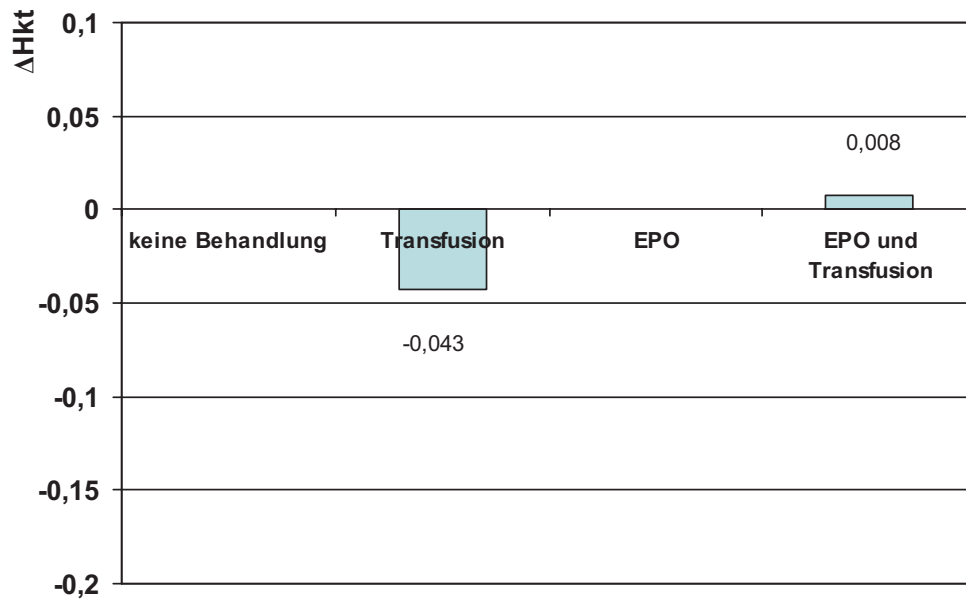 ΔHkt
0,1
0,05
0
-0,05
-0,1
-0,15
-0,2
0,008
keine Behandlung
Transfusion
EPO
EPO und
Transfusion
-0,043